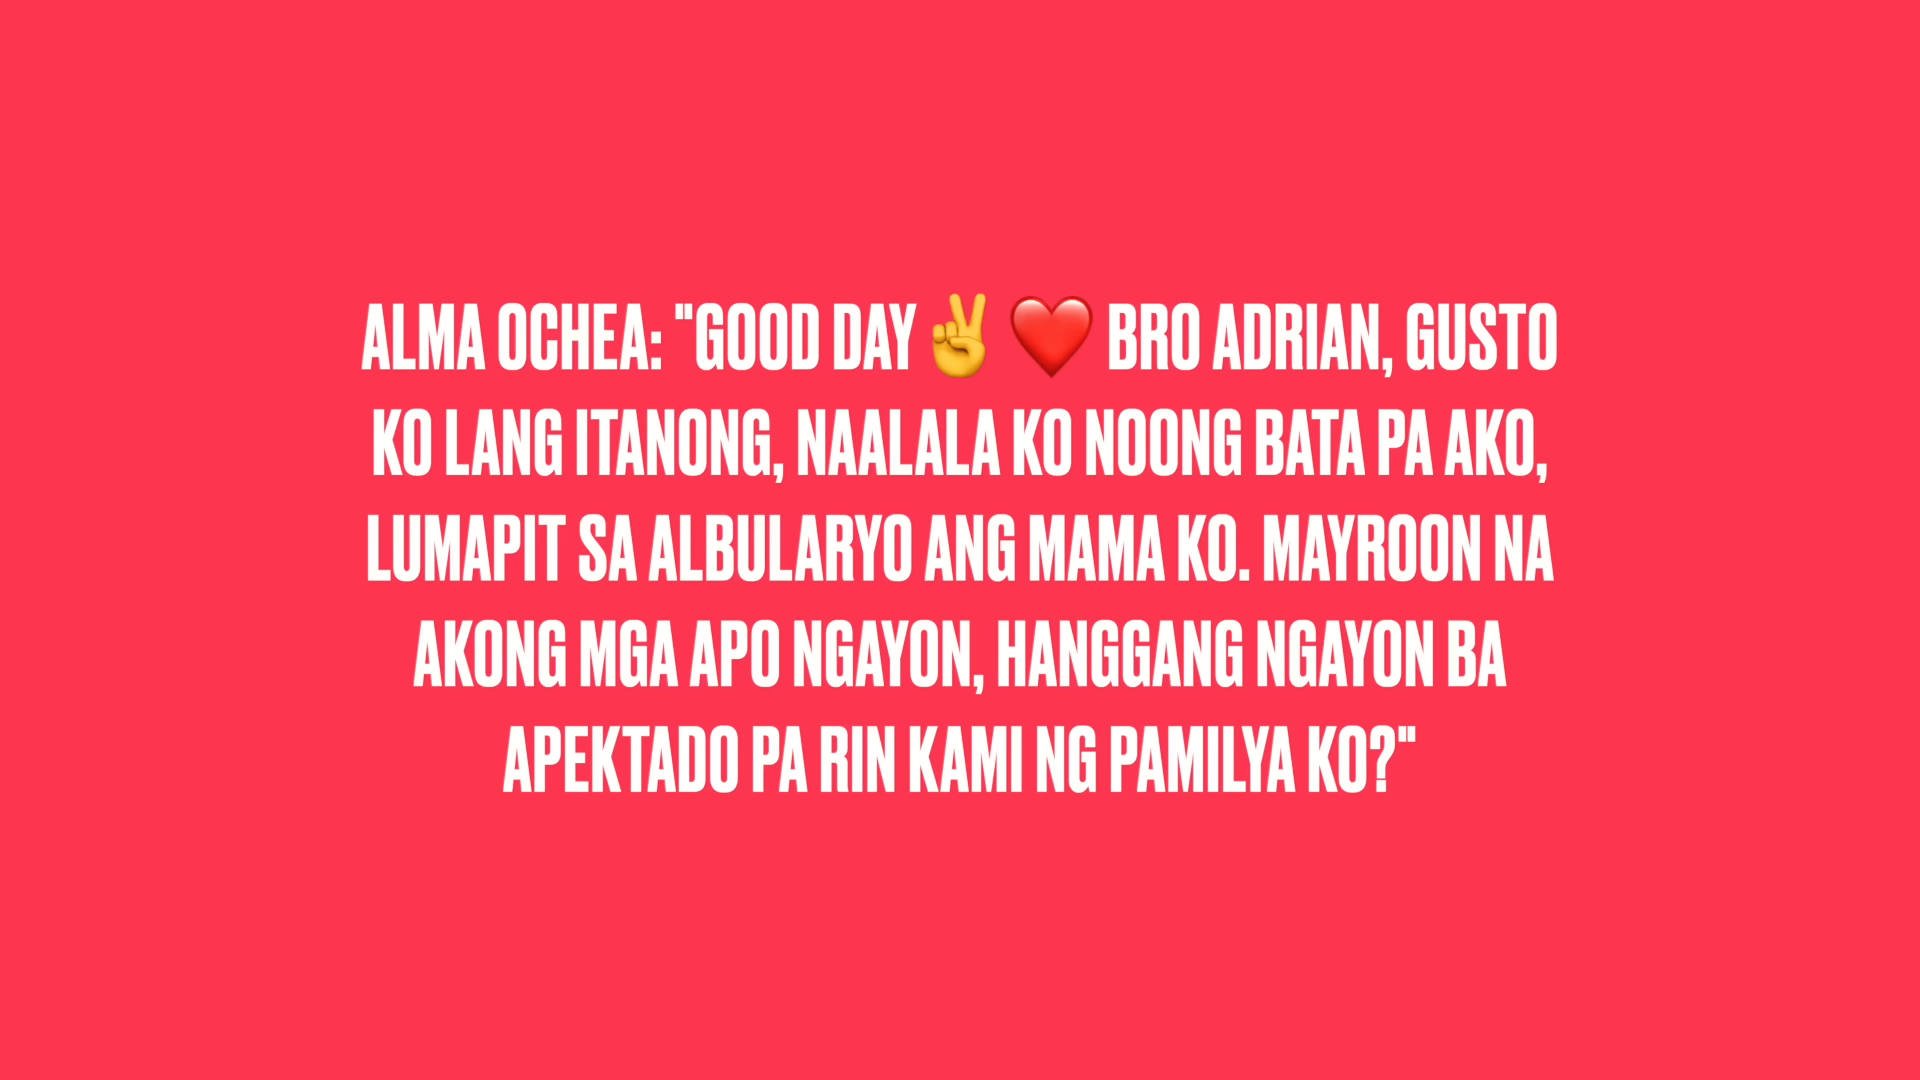 ALMA OCHEA: "GOOD DAY✌️ ❤️ BRO ADRIAN, GUSTO
KO LANG ITANONG, NAALALA KO NOONG BATA PA AKO,
LUMAPIT SA ALBULARYO ANG MAMA KO. MAYROON NA
AKONG MGA APO NGAYON, HANGGANG NGAYON BA
APEKTADO PA RIN KAMI NG PAMILYA KO?"